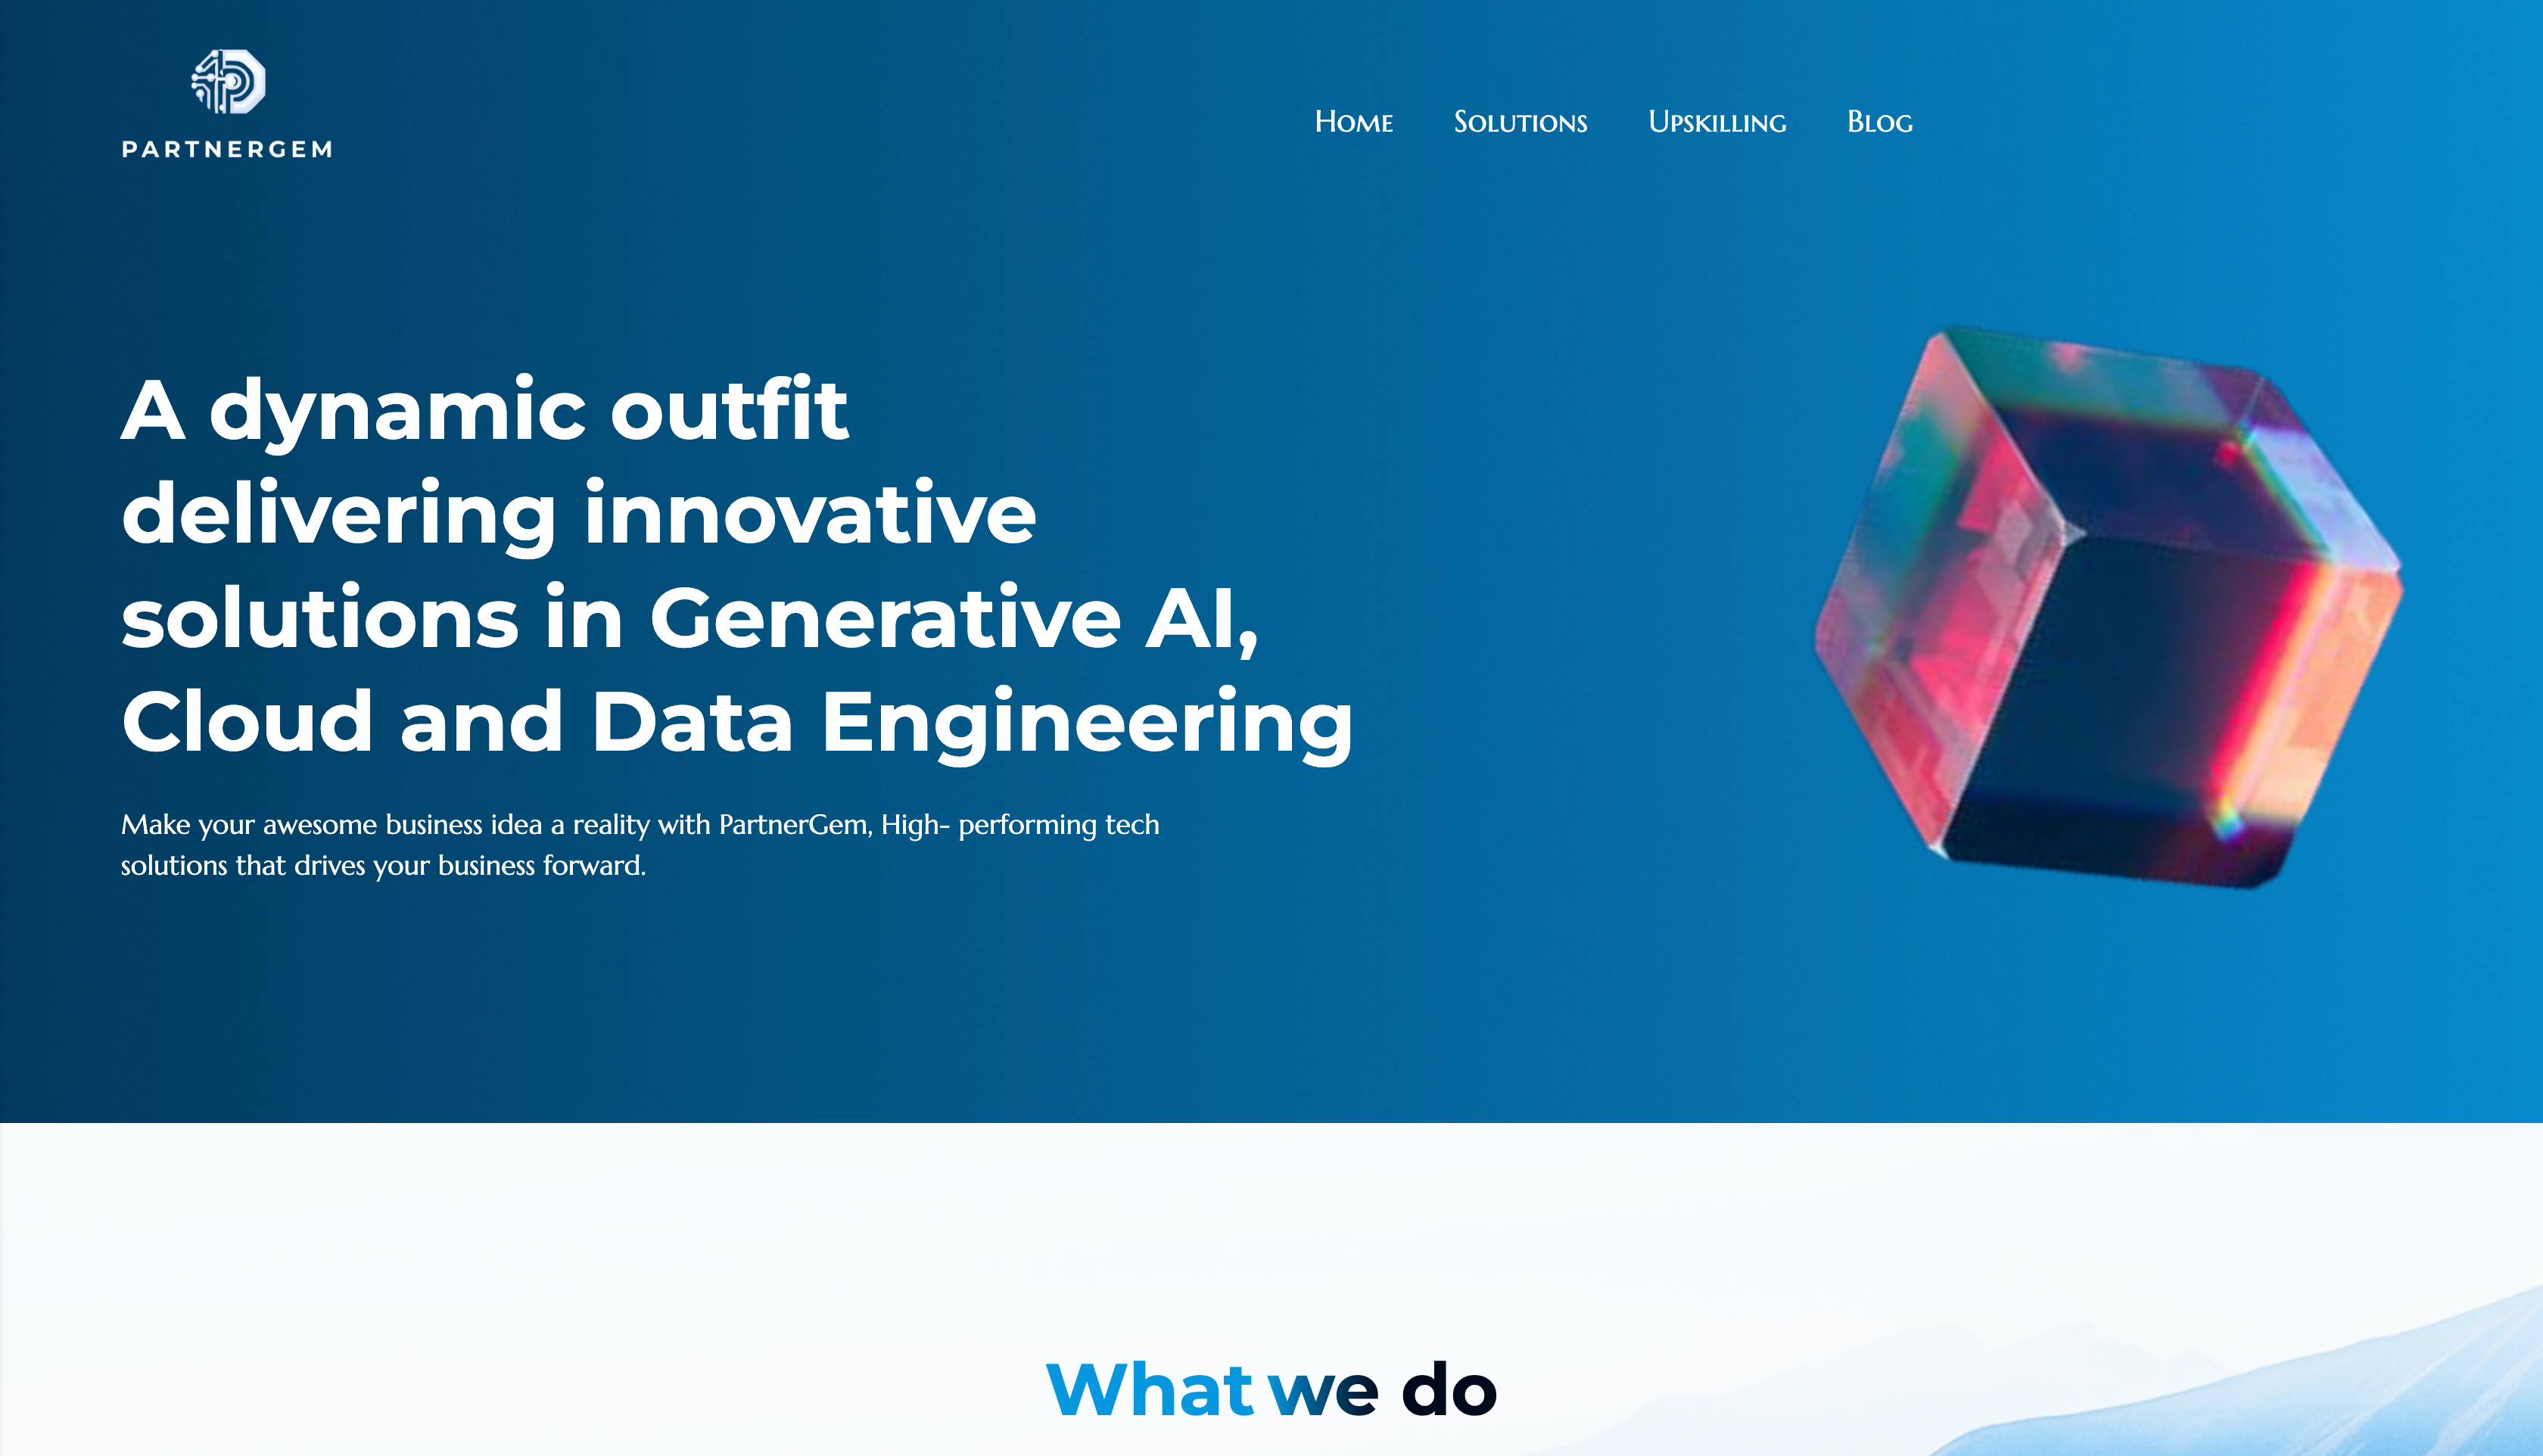 PARTNERGEM
Home Solutions Upskilling Blog
A dynamic outfit
delivering innovative
solutions in Generative AI,
Cloud and Data Engineering
Make your awesome business idea a reality with PartnerGem, High- performing tech
solutions that drives your business forward.
What we do